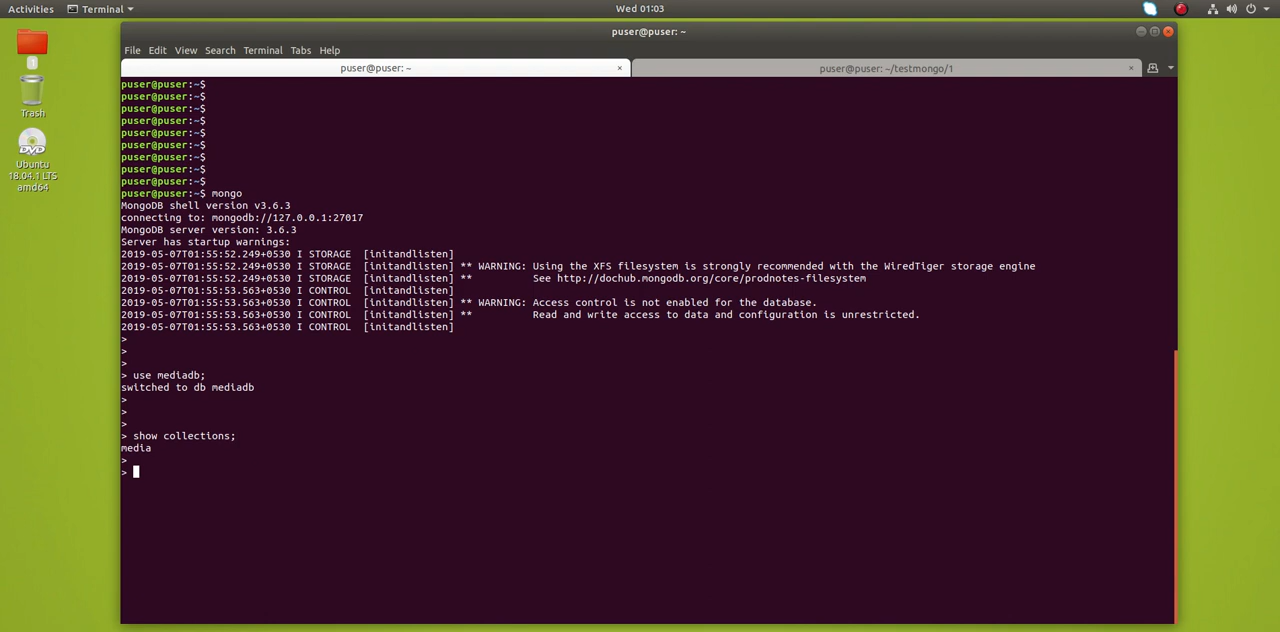 Activities Terminal Wed 01:03
puser@puser: ~
File Edit View Search Terminal Tabs Help
puser@puser: ~ × puser@puser: ~/testmongo/1 ×
1
Trash
DVD
Ubuntu
18.04.1 LTS
amd64
puser@puser:~$
puser@puser:~$
puser@puser:~$
puser@puser:~$
puser@puser:~$
puser@puser:~$
puser@puser:~$
puser@puser:~$
puser@puser:~$
puser@puser:~$ mongo
MongoDB shell version v3.6.3
connecting to: mongodb://127.0.0.1:27017
MongoDB server version: 3.6.3
Server has startup warnings:
2019-05-07T01:55:52.249+0530 I STORAGE  [initandlisten]
2019-05-07T01:55:52.249+0530 I STORAGE  [initandlisten] ** WARNING: Using the XFS filesystem is strongly recommended with the WiredTiger storage engine
2019-05-07T01:55:52.249+0530 I STORAGE  [initandlisten] **          See http://dochub.mongodb.org/core/prodnotes-filesystem
2019-05-07T01:55:53.563+0530 I CONTROL  [initandlisten]
2019-05-07T01:55:53.563+0530 I CONTROL  [initandlisten] ** WARNING: Access control is not enabled for the database.
2019-05-07T01:55:53.563+0530 I CONTROL  [initandlisten] **          Read and write access to data and configuration is unrestricted.
2019-05-07T01:55:53.563+0530 I CONTROL  [initandlisten]
>
>
>
> use mediadb;
switched to db mediadb
>
>
>
> show collections;
media
>
>